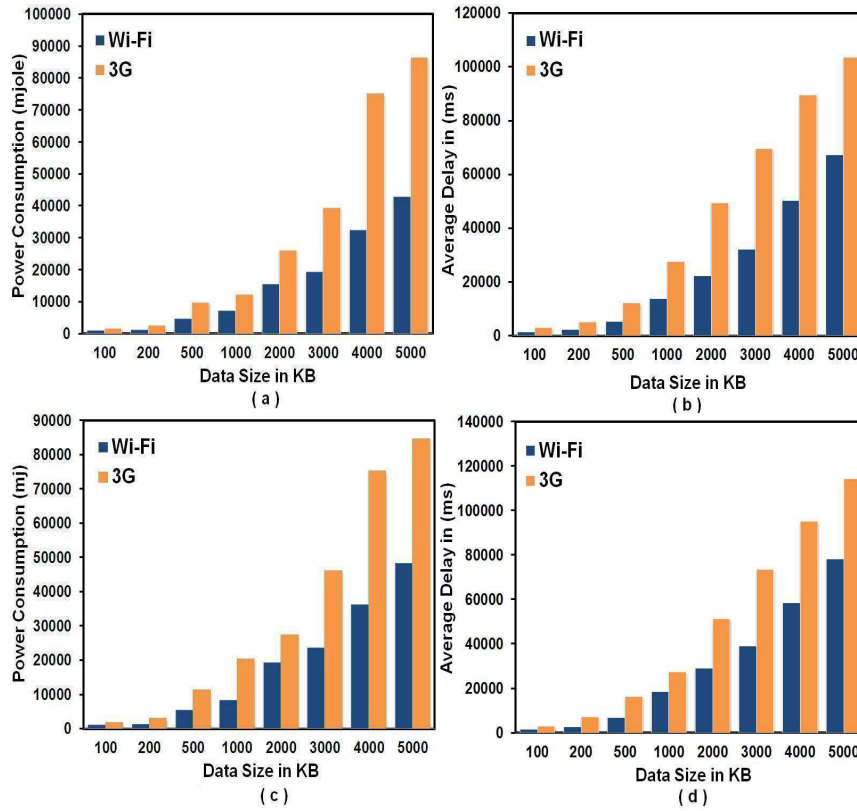 100000
90000
80000
70000
60000
50000
40000
30000
20000
10000
0
Power Consumption (mjole)
Wi-Fi
3G
100 200 500 1000 2000 3000 4000 5000
Data Size in KB
( a )
120000
100000
80000
60000
40000
20000
0
Average Delay in (ms)
Wi-Fi
3G
100 200 500 1000 2000 3000 4000 5000
Data Size in KB
( b )
90000
80000
70000
60000
50000
40000
30000
20000
10000
0
Power Consumption (mj)
Wi-Fi
3G
100 200 500 1000 2000 3000 4000 5000
Data Size in KB
( c )
140000
120000
100000
80000
60000
40000
20000
0
Average Delay in (ms)
Wi-Fi
3G
100 200 500 1000 2000 3000 4000 5000
Data Size in KB
( d )